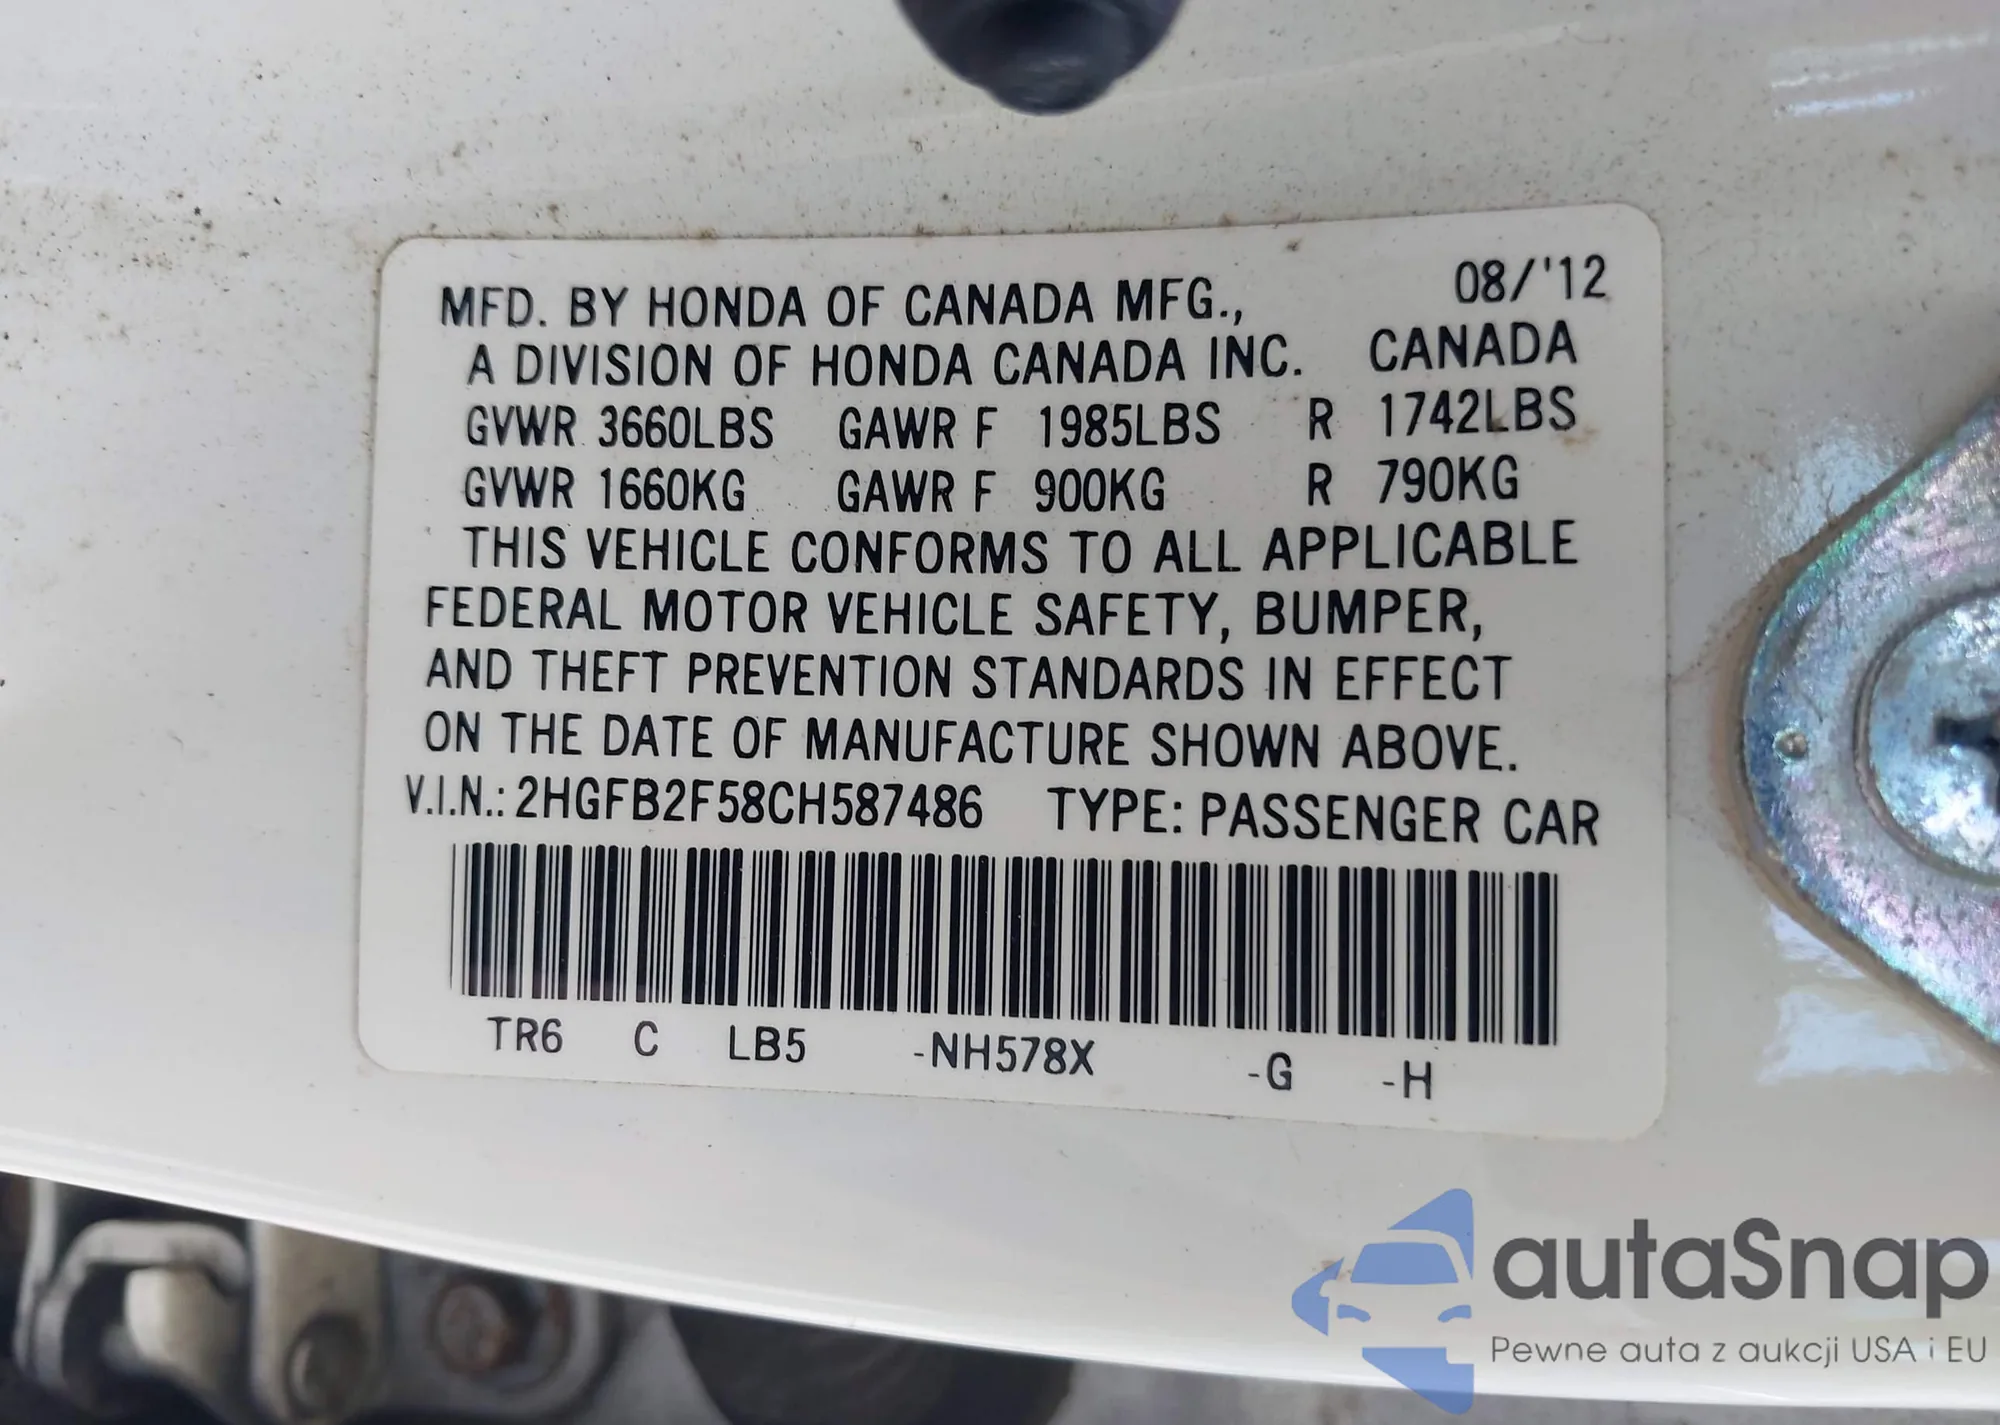 MFD. BY HONDA OF CANADA MFG., 08/'12
A DIVISION OF HONDA CANADA INC. CANADA
GVWR 3660LBS GAWR F 1985LBS R 1742LBS
GVWR 1660KG GAWR F 900KG R 790KG
THIS VEHICLE CONFORMS TO ALL APPLICABLE
FEDERAL MOTOR VEHICLE SAFETY, BUMPER,
AND THEFT PREVENTION STANDARDS IN EFFECT
ON THE DATE OF MANUFACTURE SHOWN ABOVE.
V.I.N.: 2HGFB2F58CH587486 TYPE: PASSENGER CAR
TR6 C LB5 -NH578X -G -H
autaSnap
Pewne auta z aukcji USA i EU